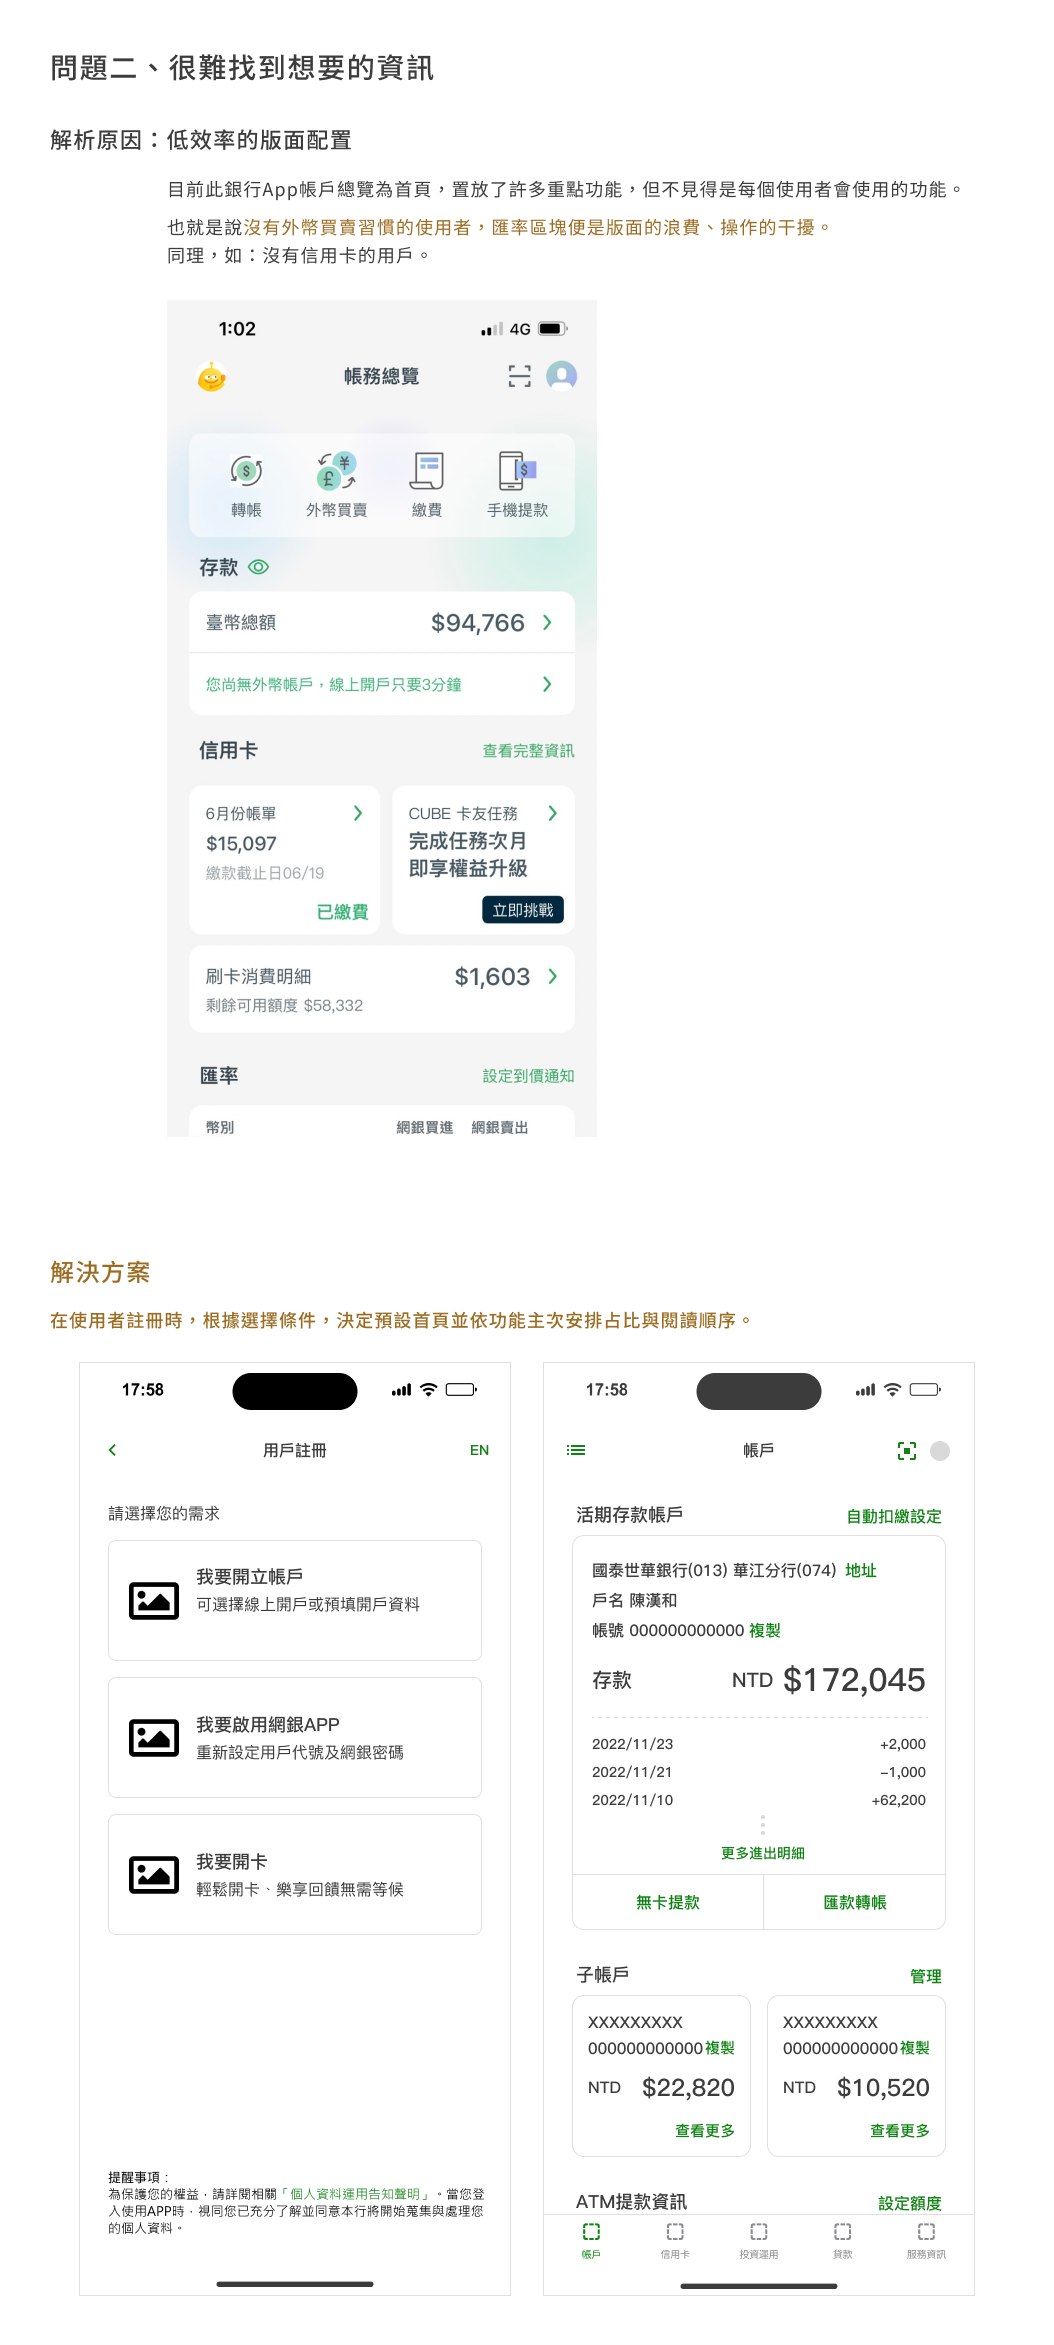 問題二、很難找到想要的資訊
解析原因：低效率的版面配置
目前此銀行App帳戶總覽為首頁，置放了許多重點功能，但不見得是每個使用者會使用的功能。
也就是說沒有外幣買賣習慣的使用者，匯率區塊便是版面的浪費、操作的干擾。
同理，如：沒有信用卡的用戶。
1:02
4G
帳務總覽
轉帳 外幣買賣 繳費 手機提款
存款
臺幣總額 $94,766
您尚無外幣帳戶，線上開戶只要3分鐘
信用卡 查看完整資訊
6月份帳單
$15,097
繳款截止日06/19
已繳費
CUBE 卡友任務
完成任務次月
即享權益升級
立即挑戰
刷卡消費明細 $1,603
剩餘可用額度 $58,332
匯率 設定到價通知
幣別 網銀買進 網銀賣出
解決方案
在使用者註冊時，根據選擇條件，決定預設首頁並依功能主次安排占比與閱讀順序。
17:58
用戶註冊 EN
請選擇您的需求
我要開立帳戶
可選擇線上開戶或預填開戶資料
我要啟用網銀APP
重新設定用戶代號及網銀密碼
我要開卡
輕鬆開卡、樂享回饋無需等候
提醒事項：
為保護您的權益，請詳閱相關「個人資料運用告知聲明」。當您登
入使用APP時，視同您已充分了解並同意本行將開始蒐集與處理您
的個人資料。
17:58
帳戶
活期存款帳戶 自動扣繳設定
國泰世華銀行(013) 華江分行(074) 地址
戶名 陳漢和
帳號 000000000000 複製
存款 NTD $172,045
2022/11/23 +2,000
2022/11/21 −1,000
2022/11/10 +62,200
更多進出明細
無卡提款 匯款轉帳
子帳戶 管理
XXXXXXXXX
000000000000 複製
NTD $22,820
查看更多
XXXXXXXXX
000000000000 複製
NTD $10,520
查看更多
ATM提款資訊 設定額度
帳戶 信用卡 投資運用 貸款 服務資訊